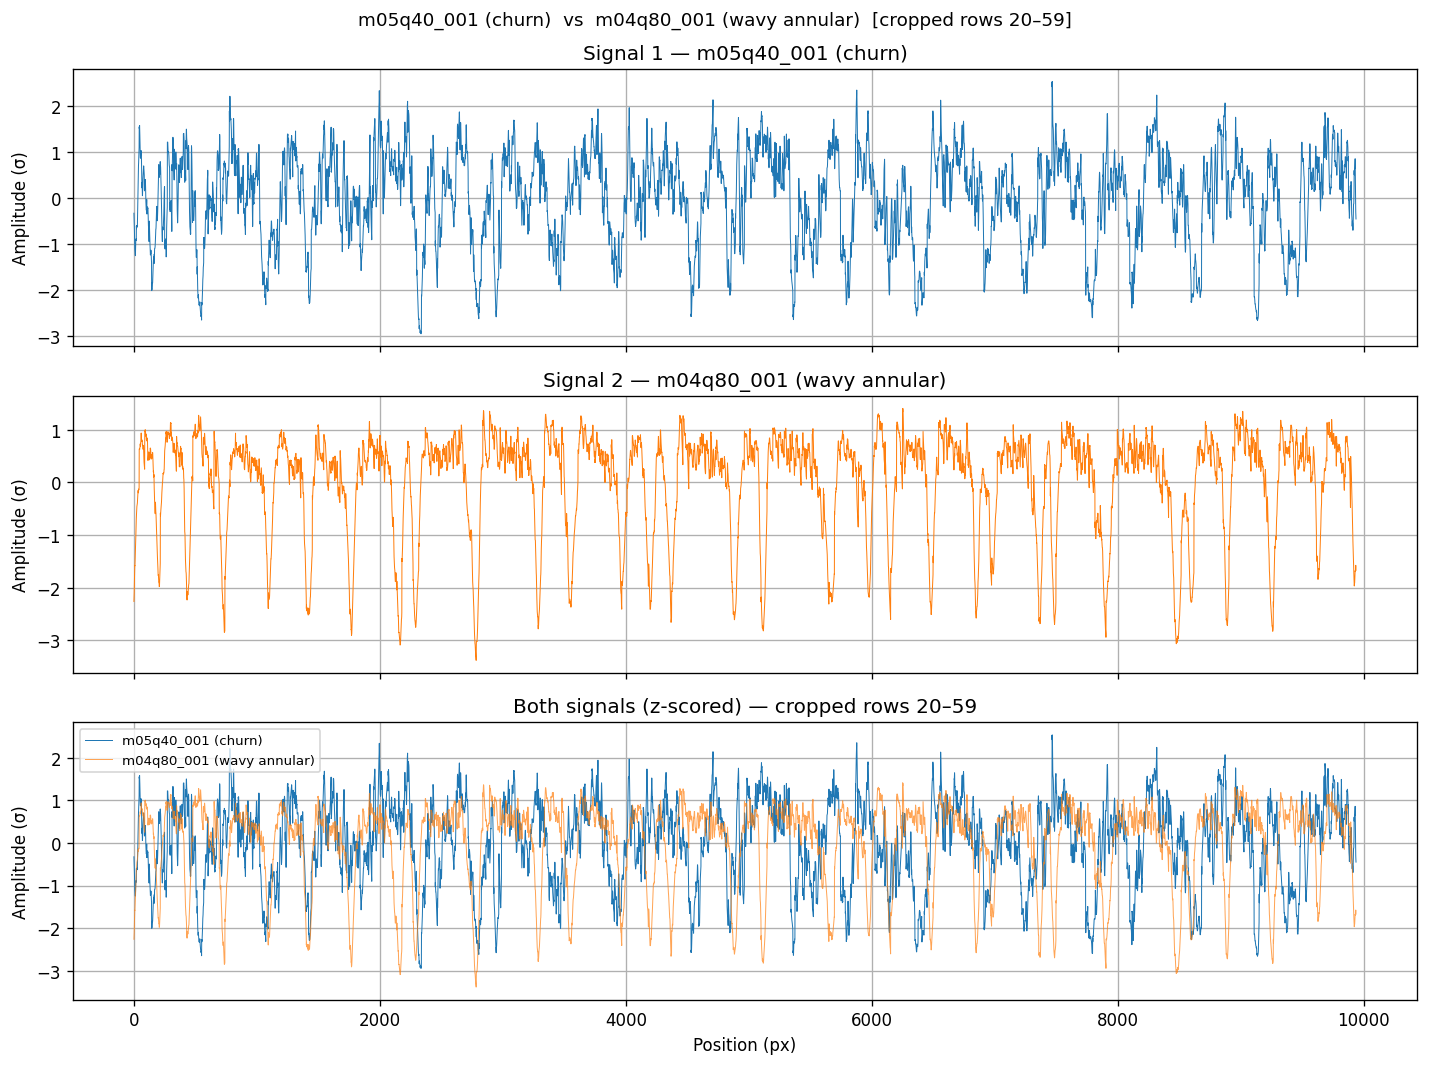 m05q40_001 (churn)  vs  m04q80_001 (wavy annular)  [cropped rows 20–59]
Signal 1 — m05q40_001 (churn)
Amplitude (σ)
2
1
0
−1
−2
−3
Signal 2 — m04q80_001 (wavy annular)
Amplitude (σ)
1
0
−1
−2
−3
Both signals (z-scored) — cropped rows 20–59
m05q40_001 (churn)
m04q80_001 (wavy annular)
Amplitude (σ)
2
1
0
−1
−2
−3
0 2000 4000 6000 8000 10000
Position (px)